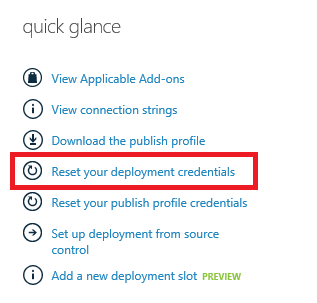 quick glance
View Applicable Add-ons
View connection strings
Download the publish profile
Reset your deployment credentials
Reset your publish profile credentials
Set up deployment from source
control
Add a new deployment slot PREVIEW